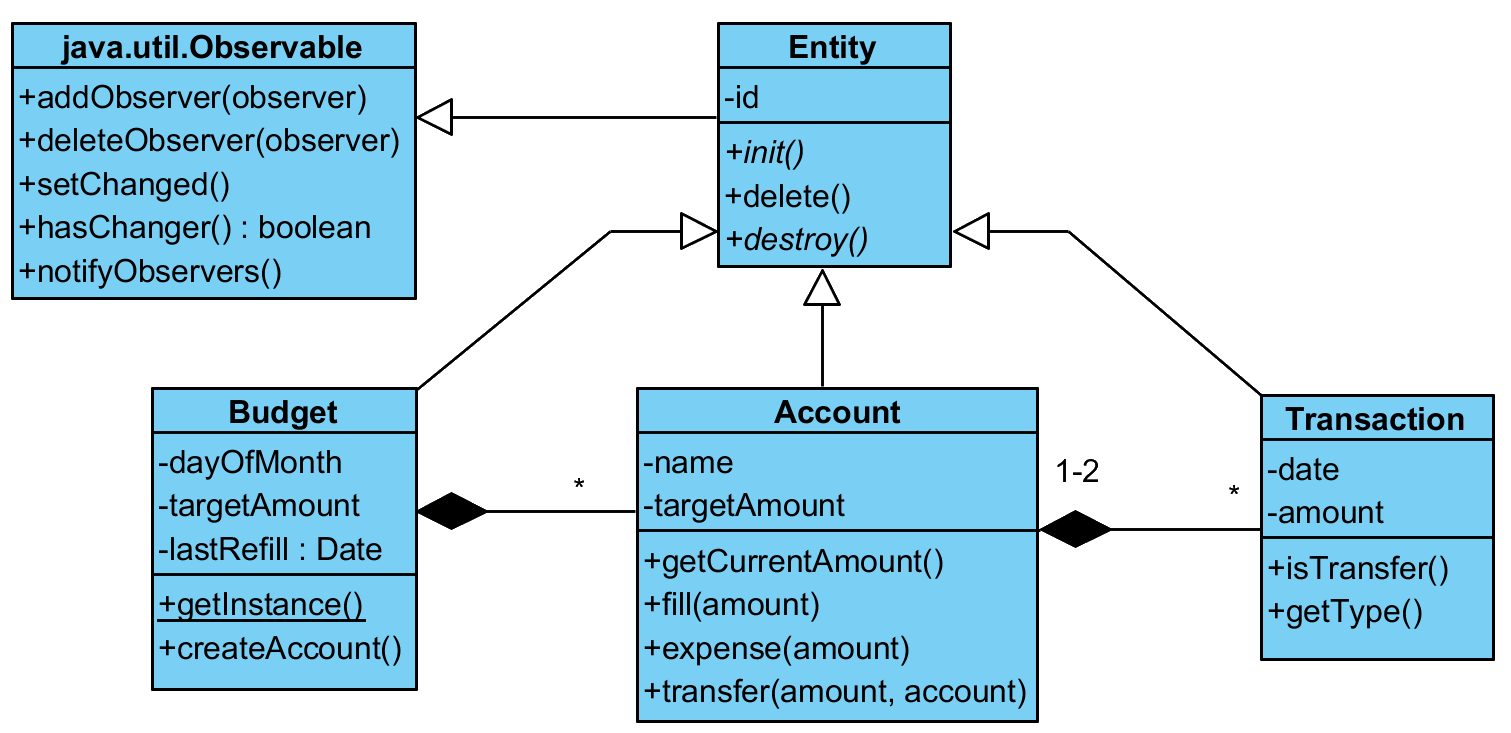 java.util.Observable
+addObserver(observer)
+deleteObserver(observer)
+setChanged()
+hasChanger() : boolean
+notifyObservers()
Entity
-id
+init()
+delete()
+destroy()
Budget
-dayOfMonth
-targetAmount
-lastRefill : Date
+getInstance()
+createAccount()
*
Account
-name
-targetAmount
+getCurrentAmount()
+fill(amount)
+expense(amount)
+transfer(amount, account)
1-2
*
Transaction
-date
-amount
+isTransfer()
+getType()